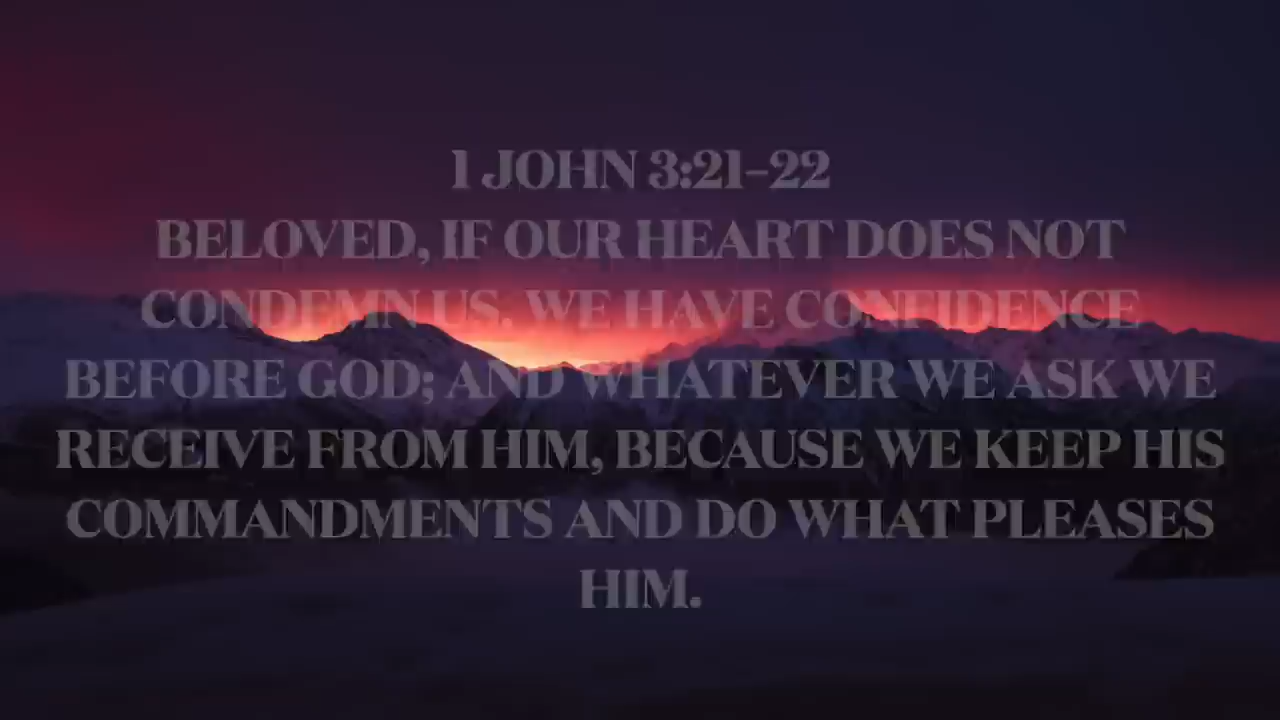 1 JOHN 3:21-22
BELOVED, IF OUR HEART DOES NOT
CONDEMN US. WE HAVE CONFIDENCE
BEFORE GOD; AND WHATEVER WE ASK WE
RECEIVE FROM HIM, BECAUSE WE KEEP HIS
COMMANDMENTS AND DO WHAT PLEASES
HIM.